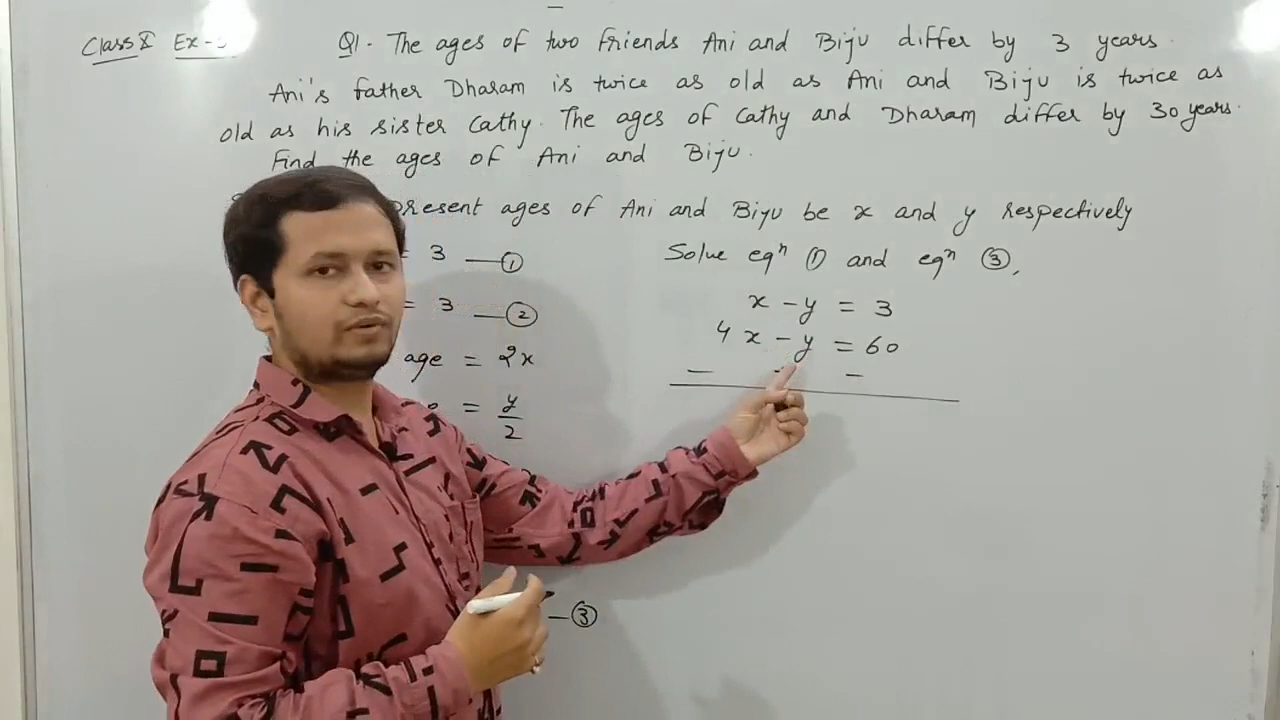 Class X Ex-
Q1. The ages of two friends Ani and Biju differ by 3 years.
Ani's father Dharam is twice as old as Ani and Biju is twice as
old as his sister Cathy. The ages of Cathy and Dharam differ by 30 years.
Find the ages of Ani and Biju.
present ages of Ani and Biju be x and y respectively
= 3 — ①
= 3 — ②
age = 2x
= y/2
— ③
Solve eqⁿ ① and eqⁿ ③,
x - y = 3
4x - y = 60
- - -